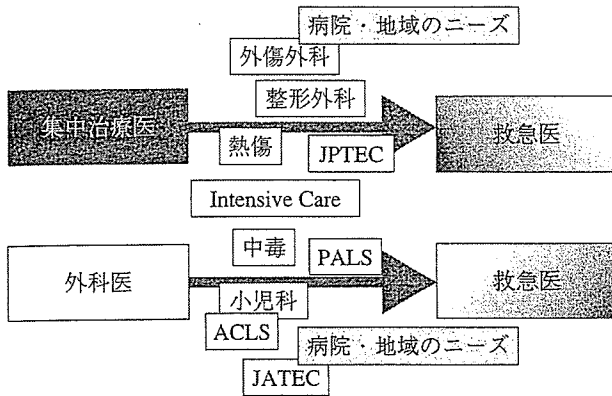 病院・地域のニーズ
外傷外科
整形外科
集中治療医
救急医
熱傷
JPTEC
Intensive Care
中毒
PALS
外科医
救急医
小児科
ACLS
病院・地域のニーズ
JATEC